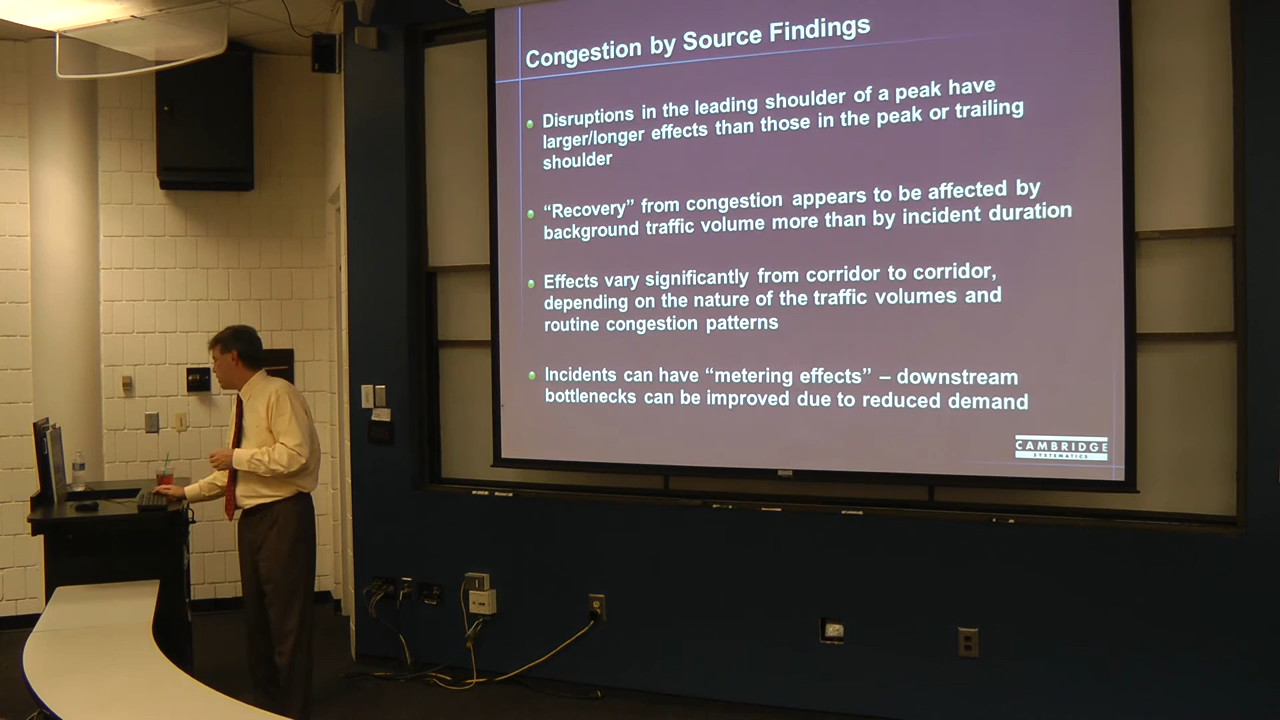 Congestion by Source Findings
Disruptions in the leading shoulder of a peak have
larger/longer effects than those in the peak or trailing
shoulder
“Recovery” from congestion appears to be affected by
background traffic volume more than by incident duration
Effects vary significantly from corridor to corridor,
depending on the nature of the traffic volumes and
routine congestion patterns
Incidents can have “metering effects” – downstream
bottlenecks can be improved due to reduced demand
CAMBRIDGE
SYSTEMATICS